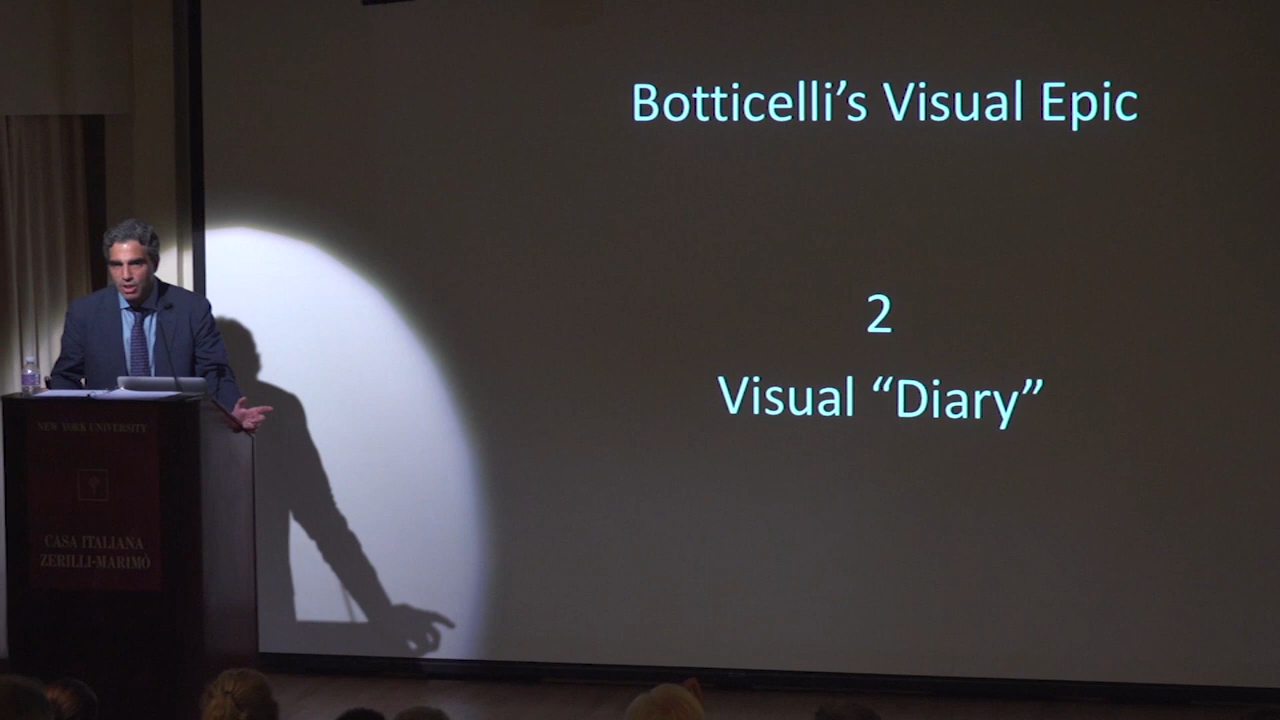 Botticelli’s Visual Epic
2
Visual “Diary”
NEW YORK UNIVERSITY
CASA ITALIANA
ZERILLI-MARIMÒ